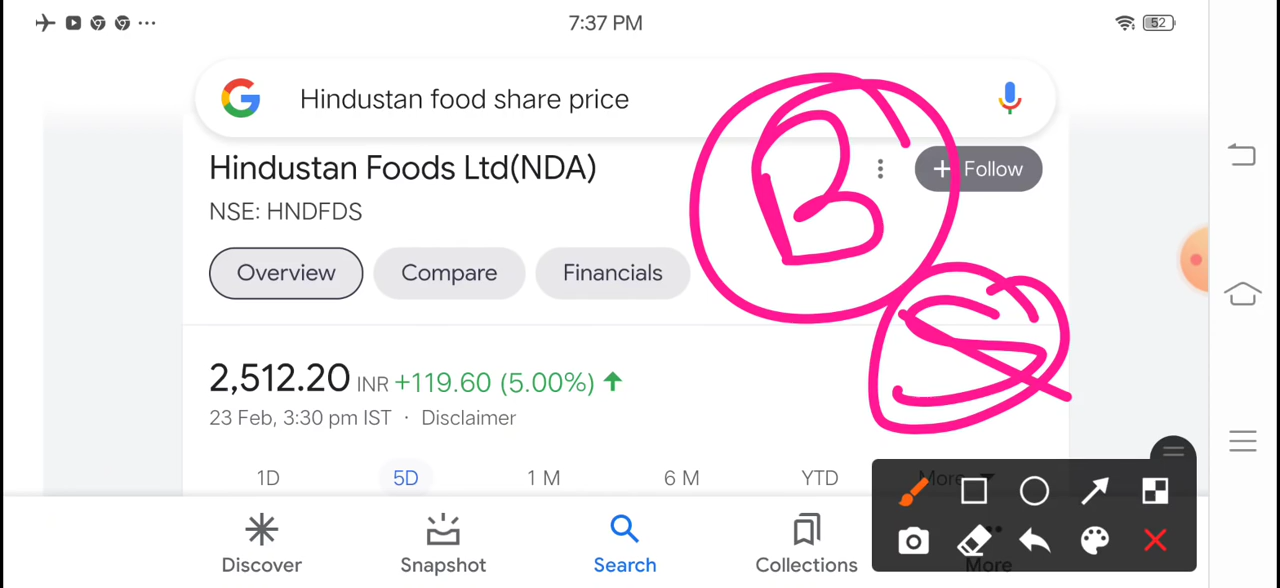 7:37 PM
52
Hindustan food share price
Hindustan Foods Ltd(NDA)
+ Follow
NSE: HNDFDS
B
Overview Compare Financials
S
2,512.20 INR +119.60 (5.00%)
23 Feb, 3:30 pm IST · Disclaimer
1D 5D 1 M 6 M YTD More
Discover Snapshot Search Collections More